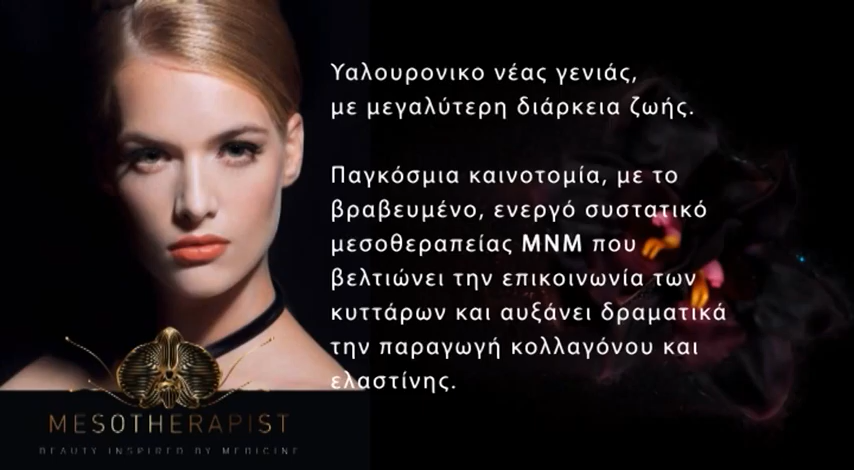 Υαλουρονικο νέας γενιάς,
με μεγαλύτερη διάρκεια ζωής.
Παγκόσμια καινοτομία, με το
βραβευμένο, ενεργό συστατικό
μεσοθεραπείας MNM που
βελτιώνει την επικοινωνία των
κυττάρων και αυξάνει δραματικά
την παραγωγή κολλαγόνου και
ελαστίνης.
MESOTHERAPIST
BEAUTY INSPIRED BY MEDICINE